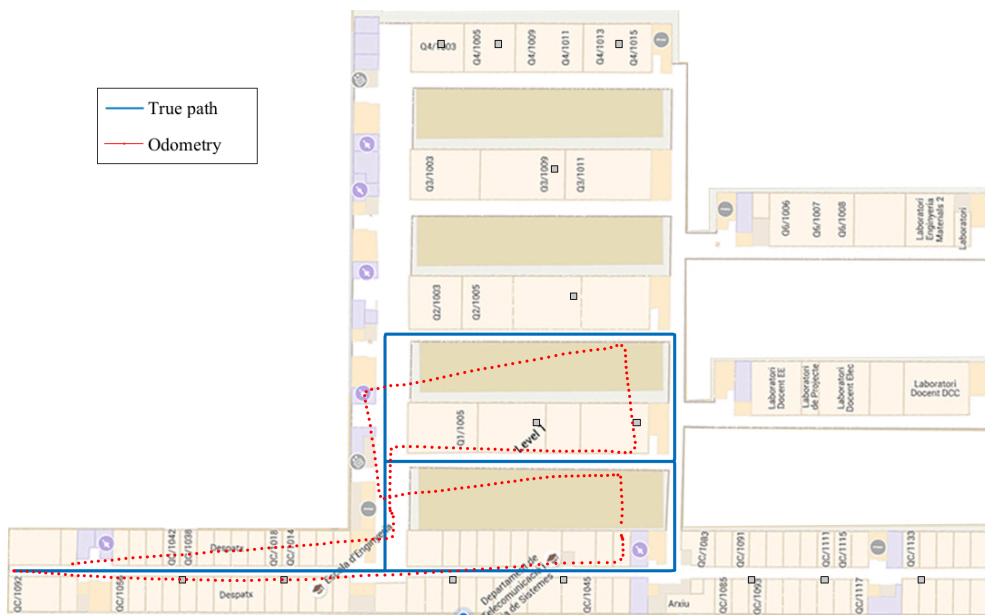 True path
Odometry
Q4/1003
Q4/1005
Q4/1009
Q4/1011
Q4/1013
Q4/1015
Q3/1003
Q3/1009
Q3/1011
Q6/1006
Q6/1007
Q6/1008
Laboratori
Enginyeria
Materials 2
Laboratori
Q2/1003
Q2/1005
Laboratori
Docent EE
Laboratori
de Projecte
Laboratori
Docent Elec
Laboratori
Docent DCC
Q1/1005
Level 1
QC/1042
QC/1038
Despatx
QC/1018
QC/1014
Escola d'Enginyeria
QC/1083
QC/1091
QC/1111
QC/1115
QC/1133
QC/1092
Despatx
Departament de
Telecomunicació i
de Sistemes
QC/1045
Arxiu
QC/1085
QC/1093
QC/1117